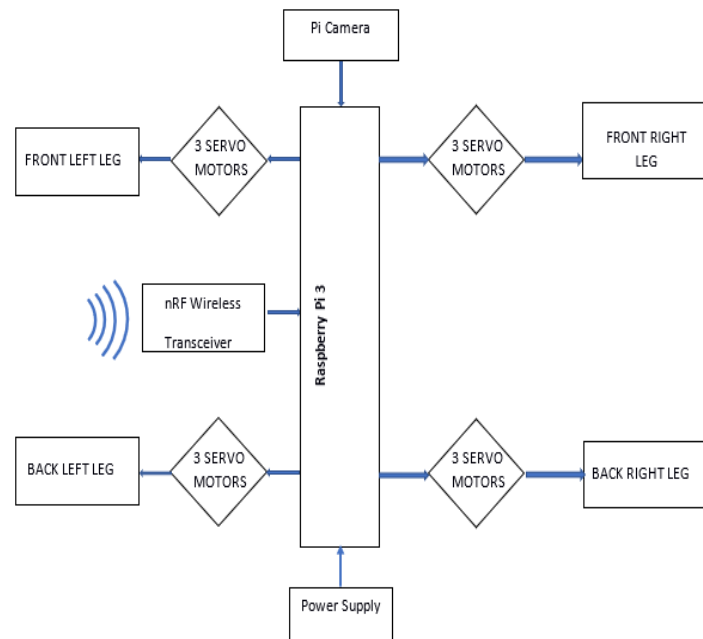 Pi Camera
3 SERVO
MOTORS
3 SERVO
MOTORS
FRONT LEFT LEG
FRONT RIGHT
LEG
nRF Wireless
Transceiver
Raspberry Pi 3
3 SERVO
MOTORS
3 SERVO
MOTORS
BACK LEFT LEG
BACK RIGHT LEG
Power Supply